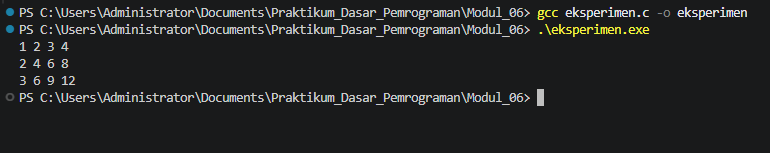 PS C:\Users\Administrator\Documents\Praktikum_Dasar_Pemrograman\Modul_06> gcc eksperimen.c -o eksperimen
PS C:\Users\Administrator\Documents\Praktikum_Dasar_Pemrograman\Modul_06> .\eksperimen.exe
1 2 3 4
2 4 6 8
3 6 9 12
PS C:\Users\Administrator\Documents\Praktikum_Dasar_Pemrograman\Modul_06>